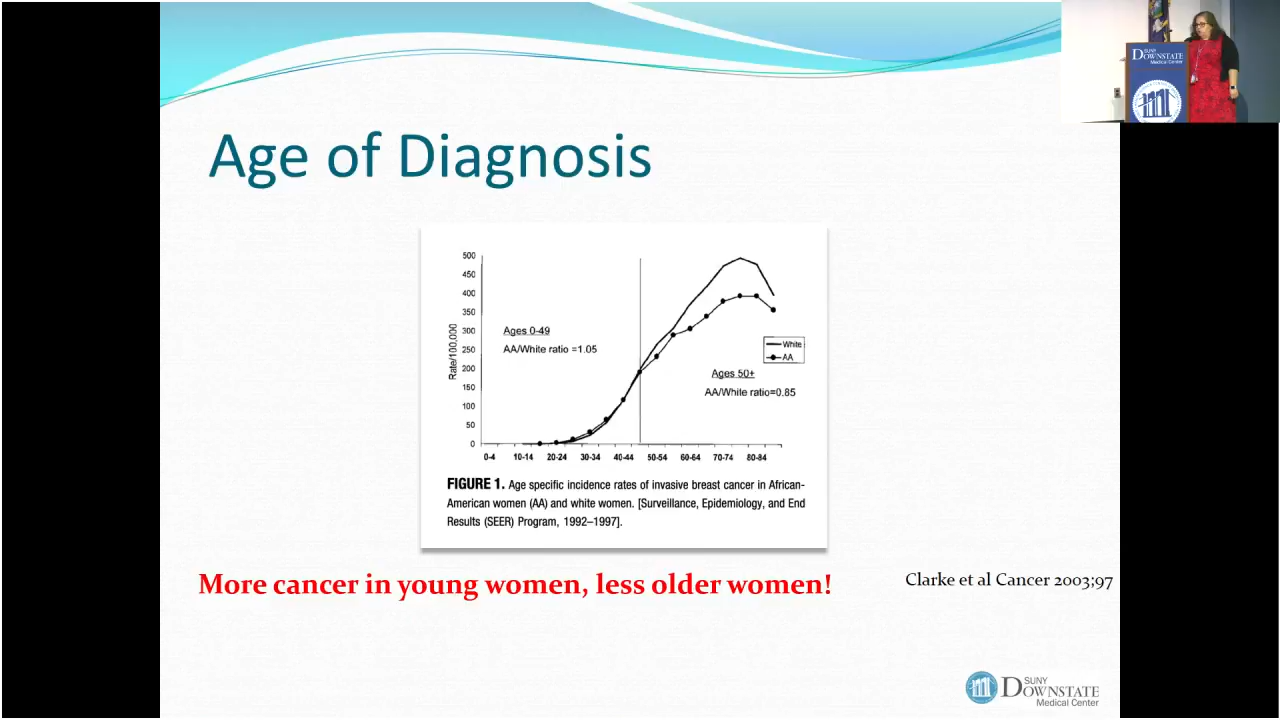 SUNY
DOWNSTATE
Medical Center
Age of Diagnosis
500
450
400
350
300
250
200
150
100
50
0
Rate/100,000
Ages 0-49
AA/White ratio =1.05
White
AA
Ages 50+
AA/White ratio=0.85
0-4 10-14 20-24 30-34 40-44 50-54 60-64 70-74 80-84
FIGURE 1. Age specific incidence rates of invasive breast cancer in African-
American women (AA) and white women. [Surveillance, Epidemiology, and End
Results (SEER) Program, 1992–1997].
More cancer in young women, less older women!
Clarke et al Cancer 2003;97
SUNY
DOWNSTATE
Medical Center